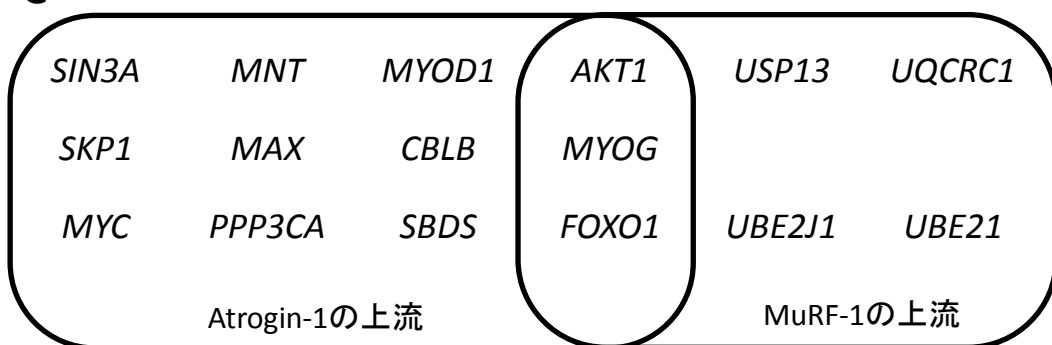 SIN3A MNT MYOD1 AKT1 USP13 UQCRC1
SKP1 MAX CBLB MYOG
MYC PPP3CA SBDS FOXO1 UBE2J1 UBE21
Atrogin-1の上流 MuRF-1の上流